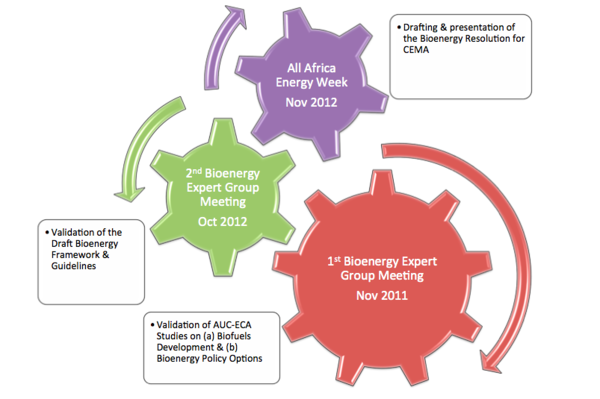 • Drafting & presentation of
the Bioenergy Resolution for
CEMA
All Africa
Energy Week
Nov 2012
2nd Bioenergy
Expert Group
Meeting
Oct 2012
• Validation of the
Draft Bioenergy
Framework &
Guidelines
1st Bioenergy Expert
Group Meeting
Nov 2011
• Validation of AUC-ECA
Studies on (a) Biofuels
Development & (b)
Bioenergy Policy Options